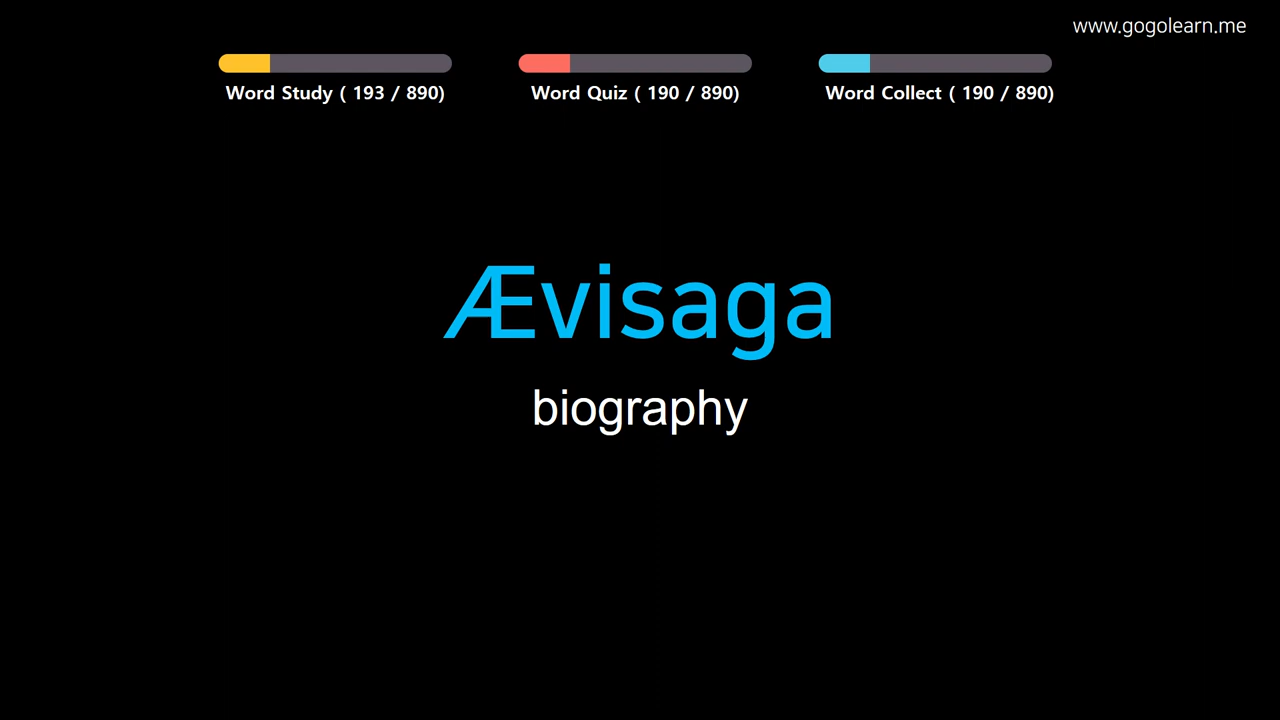 www.gogolearn.me
Word Study ( 193 / 890)
Word Quiz ( 190 / 890)
Word Collect ( 190 / 890)
Ævisaga
biography